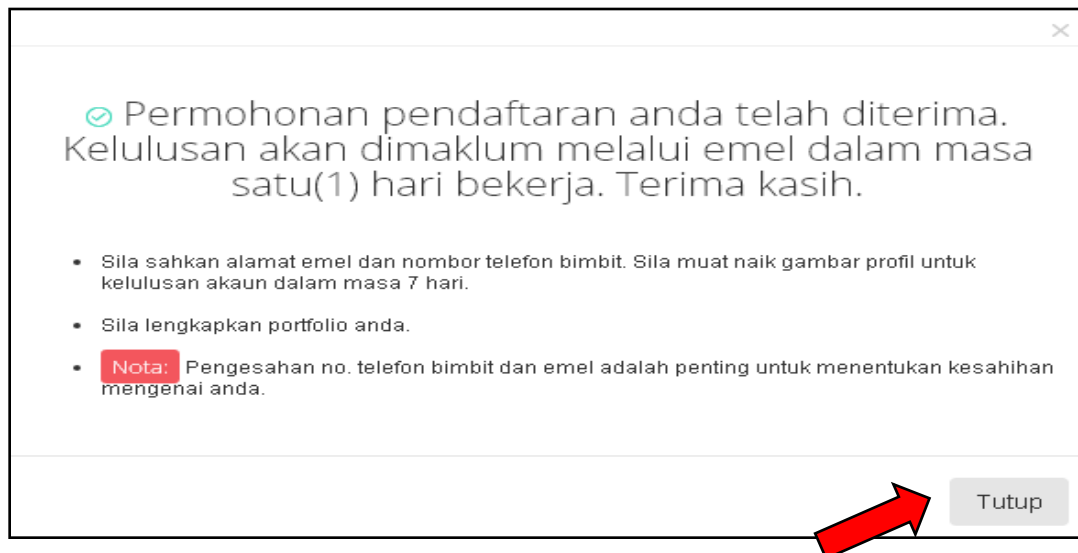 Permohonan pendaftaran anda telah diterima.
Kelulusan akan dimaklum melalui emel dalam masa
satu(1) hari bekerja. Terima kasih.
• Sila sahkan alamat emel dan nombor telefon bimbit. Sila muat naik gambar profil untuk
kelulusan akaun dalam masa 7 hari.
• Sila lengkapkan portfolio anda.
• Nota: Pengesahan no. telefon bimbit dan emel adalah penting untuk menentukan kesahihan
mengenai anda.
Tutup